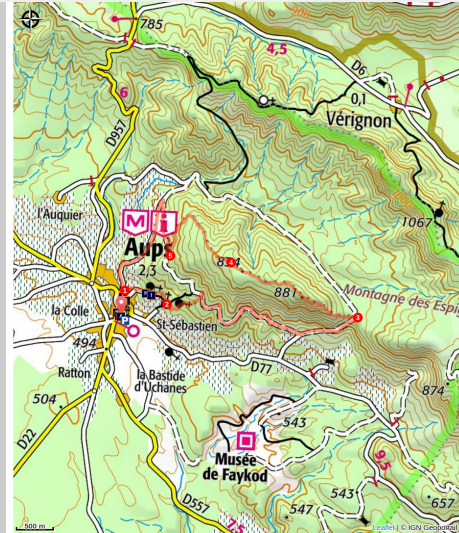 785
4,5
908
D6
6
0,1
Vérignon
D957
l'Auquier
M i
1067
Aups
5
4
2,3
881
Montagne des Espi
1
2
3
la Colle
St-Sébastien
494
D77
Ratton
la Bastide
d'Uchanes
874
504
543
D22
Musée
de Faykod
9,5
543
657
547
D557
7,5
500 m
Leaflet | © IGN Geoportail